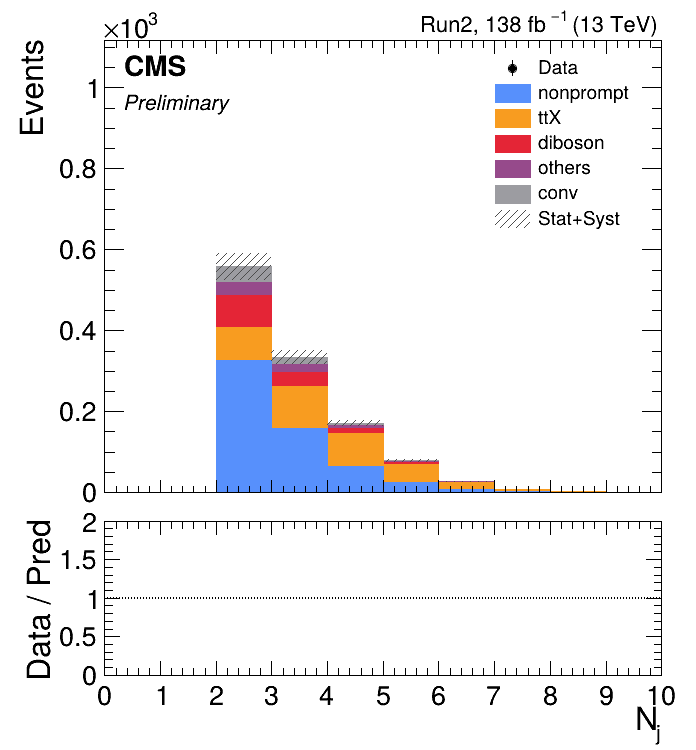 ×10³
Run2, 138 fb⁻¹ (13 TeV)
CMS
Preliminary
Data
nonprompt
ttX
diboson
others
conv
Stat+Syst
Events
1
0.8
0.6
0.4
0.2
0
Data / Pred
2
1.5
1
0.5
0
0 1 2 3 4 5 6 7 8 9 10
N_j